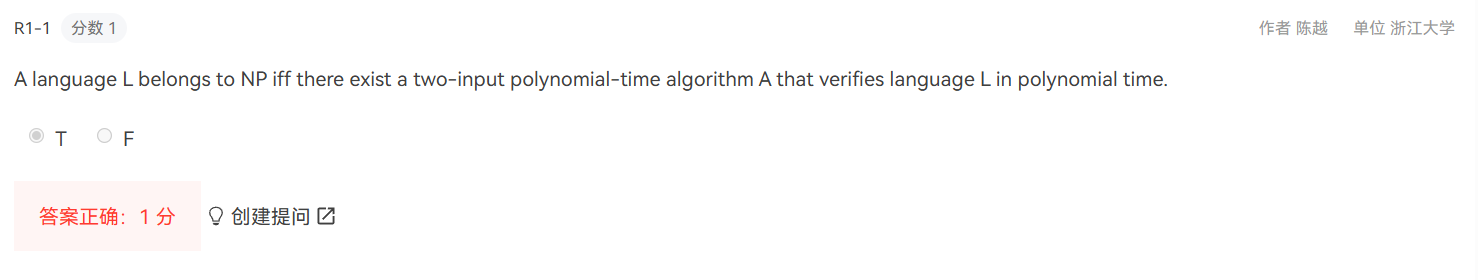 R1-1 分数 1 作者 陈越 单位 浙江大学
A language L belongs to NP iff there exist a two-input polynomial-time algorithm A that verifies language L in polynomial time.
T F
答案正确：1 分 创建提问